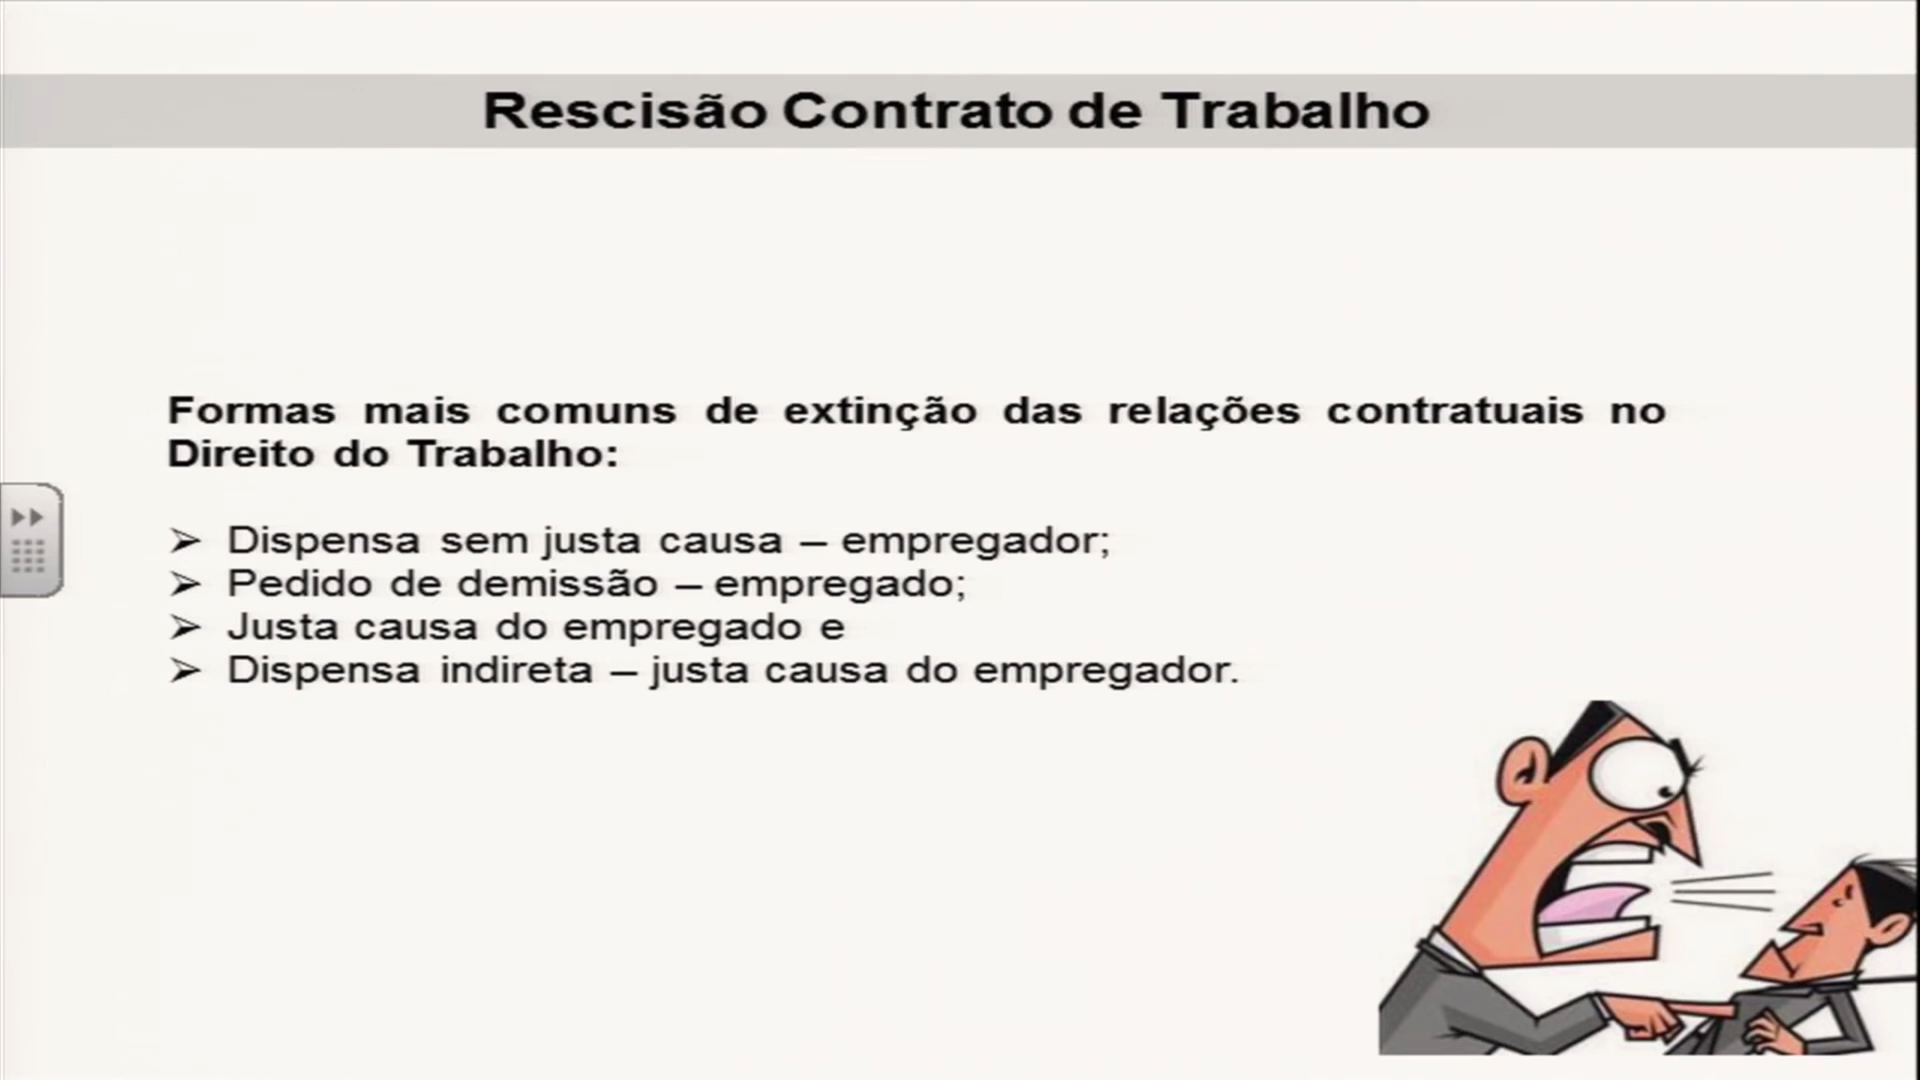 Rescisão Contrato de Trabalho
Formas mais comuns de extinção das relações contratuais no
Direito do Trabalho:
➢ Dispensa sem justa causa – empregador;
➢ Pedido de demissão – empregado;
➢ Justa causa do empregado e
➢ Dispensa indireta – justa causa do empregador.